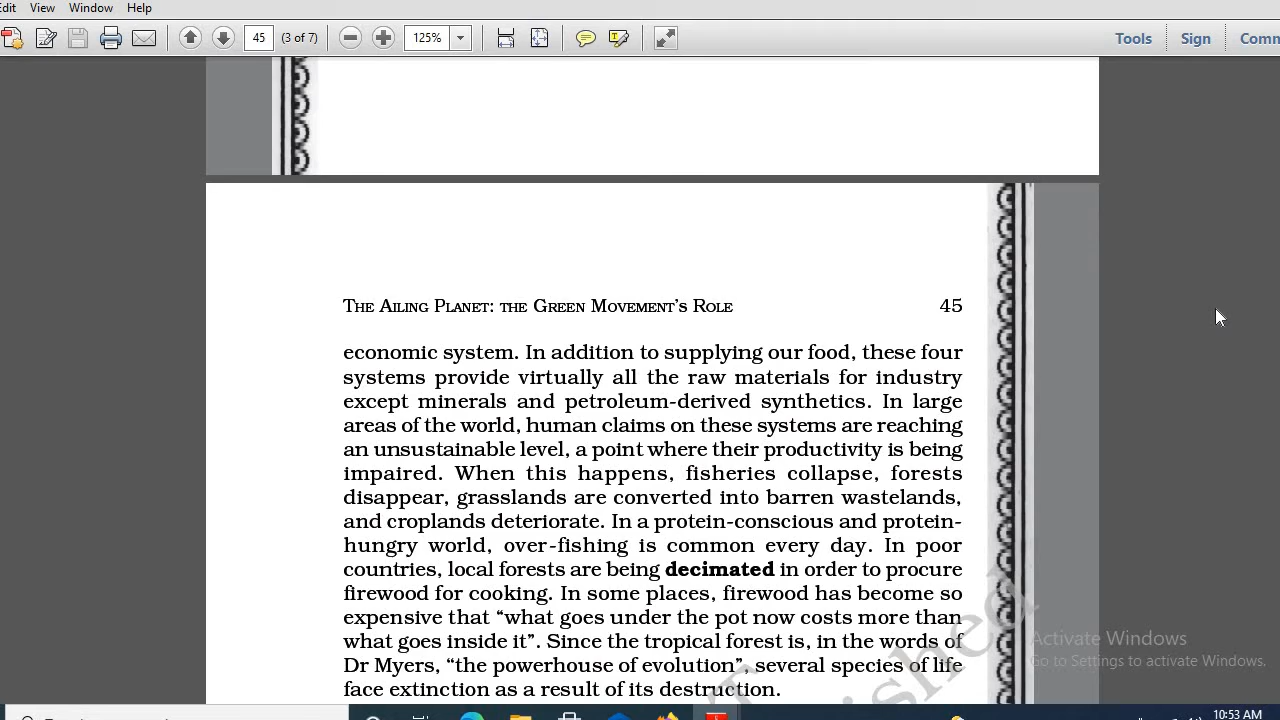 Edit View Window Help
45 (3 of 7) 125% Tools Sign Comm
THE AILING PLANET: THE GREEN MOVEMENT'S ROLE 45
economic system. In addition to supplying our food, these four
systems provide virtually all the raw materials for industry
except minerals and petroleum-derived synthetics. In large
areas of the world, human claims on these systems are reaching
an unsustainable level, a point where their productivity is being
impaired. When this happens, fisheries collapse, forests
disappear, grasslands are converted into barren wastelands,
and croplands deteriorate. In a protein-conscious and protein-
hungry world, over-fishing is common every day. In poor
countries, local forests are being decimated in order to procure
firewood for cooking. In some places, firewood has become so
expensive that “what goes under the pot now costs more than
what goes inside it”. Since the tropical forest is, in the words of
Dr Myers, “the powerhouse of evolution”, several species of life
face extinction as a result of its destruction.
Activate Windows
Go to Settings to activate Windows.
10:53 AM